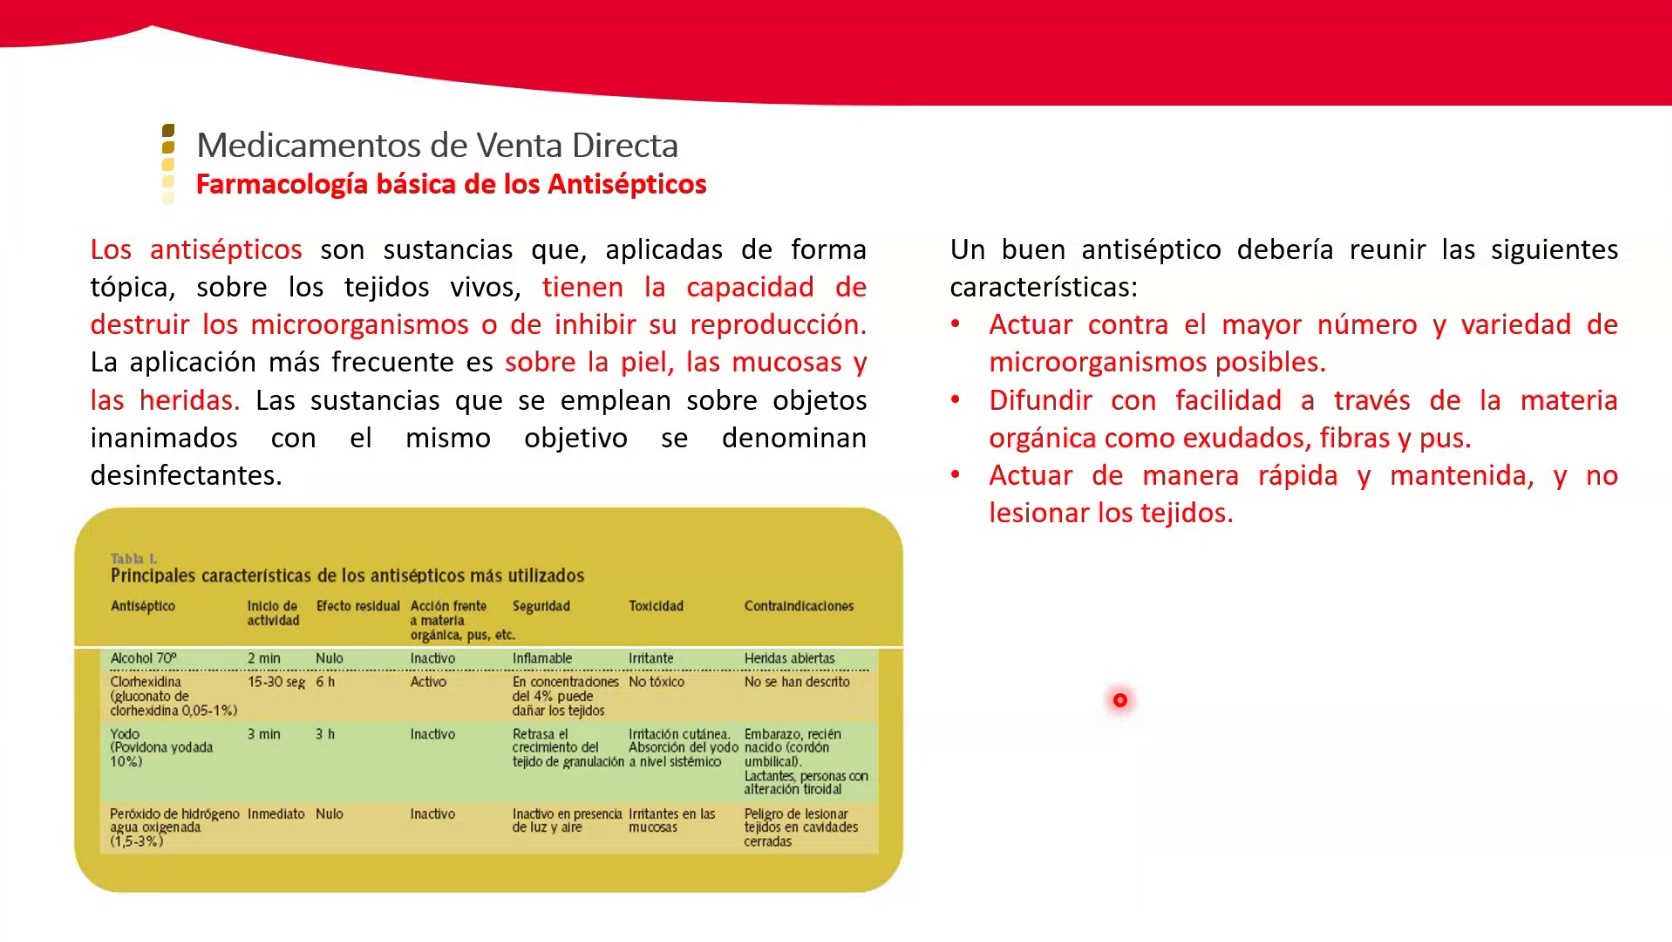 Medicamentos de Venta Directa
Farmacología básica de los Antisépticos
Los antisépticos son sustancias que, aplicadas de forma
tópica, sobre los tejidos vivos, tienen la capacidad de
destruir los microorganismos o de inhibir su reproducción.
La aplicación más frecuente es sobre la piel, las mucosas y
las heridas. Las sustancias que se emplean sobre objetos
inanimados con el mismo objetivo se denominan
desinfectantes.
Un buen antiséptico debería reunir las siguientes
características:
• Actuar contra el mayor número y variedad de
microorganismos posibles.
• Difundir con facilidad a través de la materia
orgánica como exudados, fibras y pus.
• Actuar de manera rápida y mantenida, y no
lesionar los tejidos.
Tabla I.
Principales características de los antisépticos más utilizados
Antiséptico Inicio de Efecto residual Acción frente Seguridad Toxicidad Contraindicaciones
actividad a materia
orgánica, pus, etc.
Alcohol 70º 2 min Nulo Inactivo Inflamable Irritante Heridas abiertas
Clorhexidina 15-30 seg 6 h Activo En concentraciones No tóxico No se han descrito
(gluconato de del 4% puede
clorhexidina 0,05-1%) dañar los tejidos
Yodo 3 min 3 h Inactivo Retrasa el Irritación cutánea. Embarazo, recién
(Povidona yodada crecimiento del Absorción del yodo nacido (cordón
10%) tejido de granulación a nivel sistémico umbilical).
Lactantes, personas con
alteración tiroidal
Peróxido de hidrógeno Inmediato Nulo Inactivo Inactivo en presencia Irritantes en las Peligro de lesionar
agua oxigenada de luz y aire mucosas tejidos en cavidades
(1,5-3%) cerradas